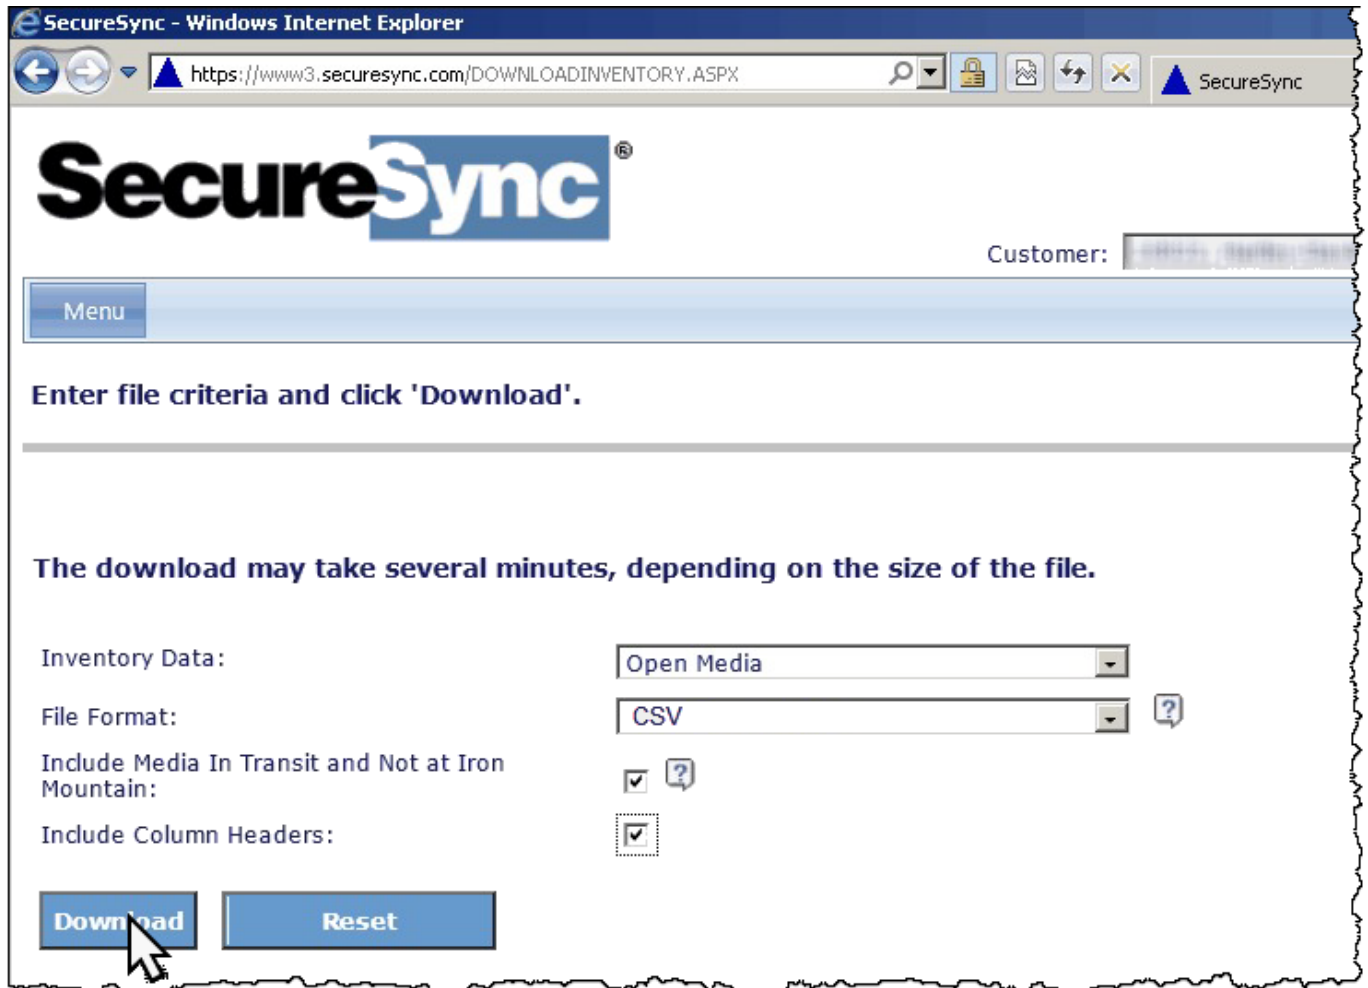 SecureSync - Windows Internet Explorer
https://www3.securesync.com/DOWNLOADINVENTORY.ASPX
SecureSync
SecureSync®
Customer:
Menu
Enter file criteria and click 'Download'.
The download may take several minutes, depending on the size of the file.
Inventory Data:
Open Media
File Format:
CSV
?
Include Media In Transit and Not at Iron
Mountain:
?
Include Column Headers:
Download
Reset